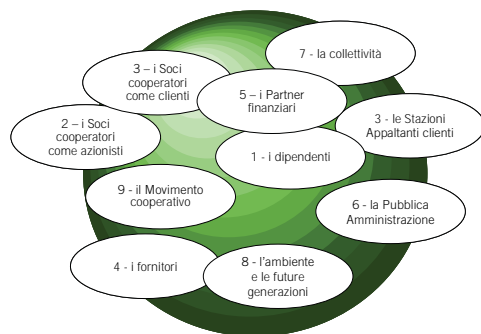 7 - la collettività
3 – i Soci
cooperatori
come clienti
5 – i Partner
finanziari
2 – i Soci
cooperatori
come azionisti
3 - le Stazioni
Appaltanti clienti
1 - i dipendenti
9 - il Movimento
cooperativo
6 - la Pubblica
Amministrazione
4 - i fornitori
8 - l'ambiente
e le future
generazioni